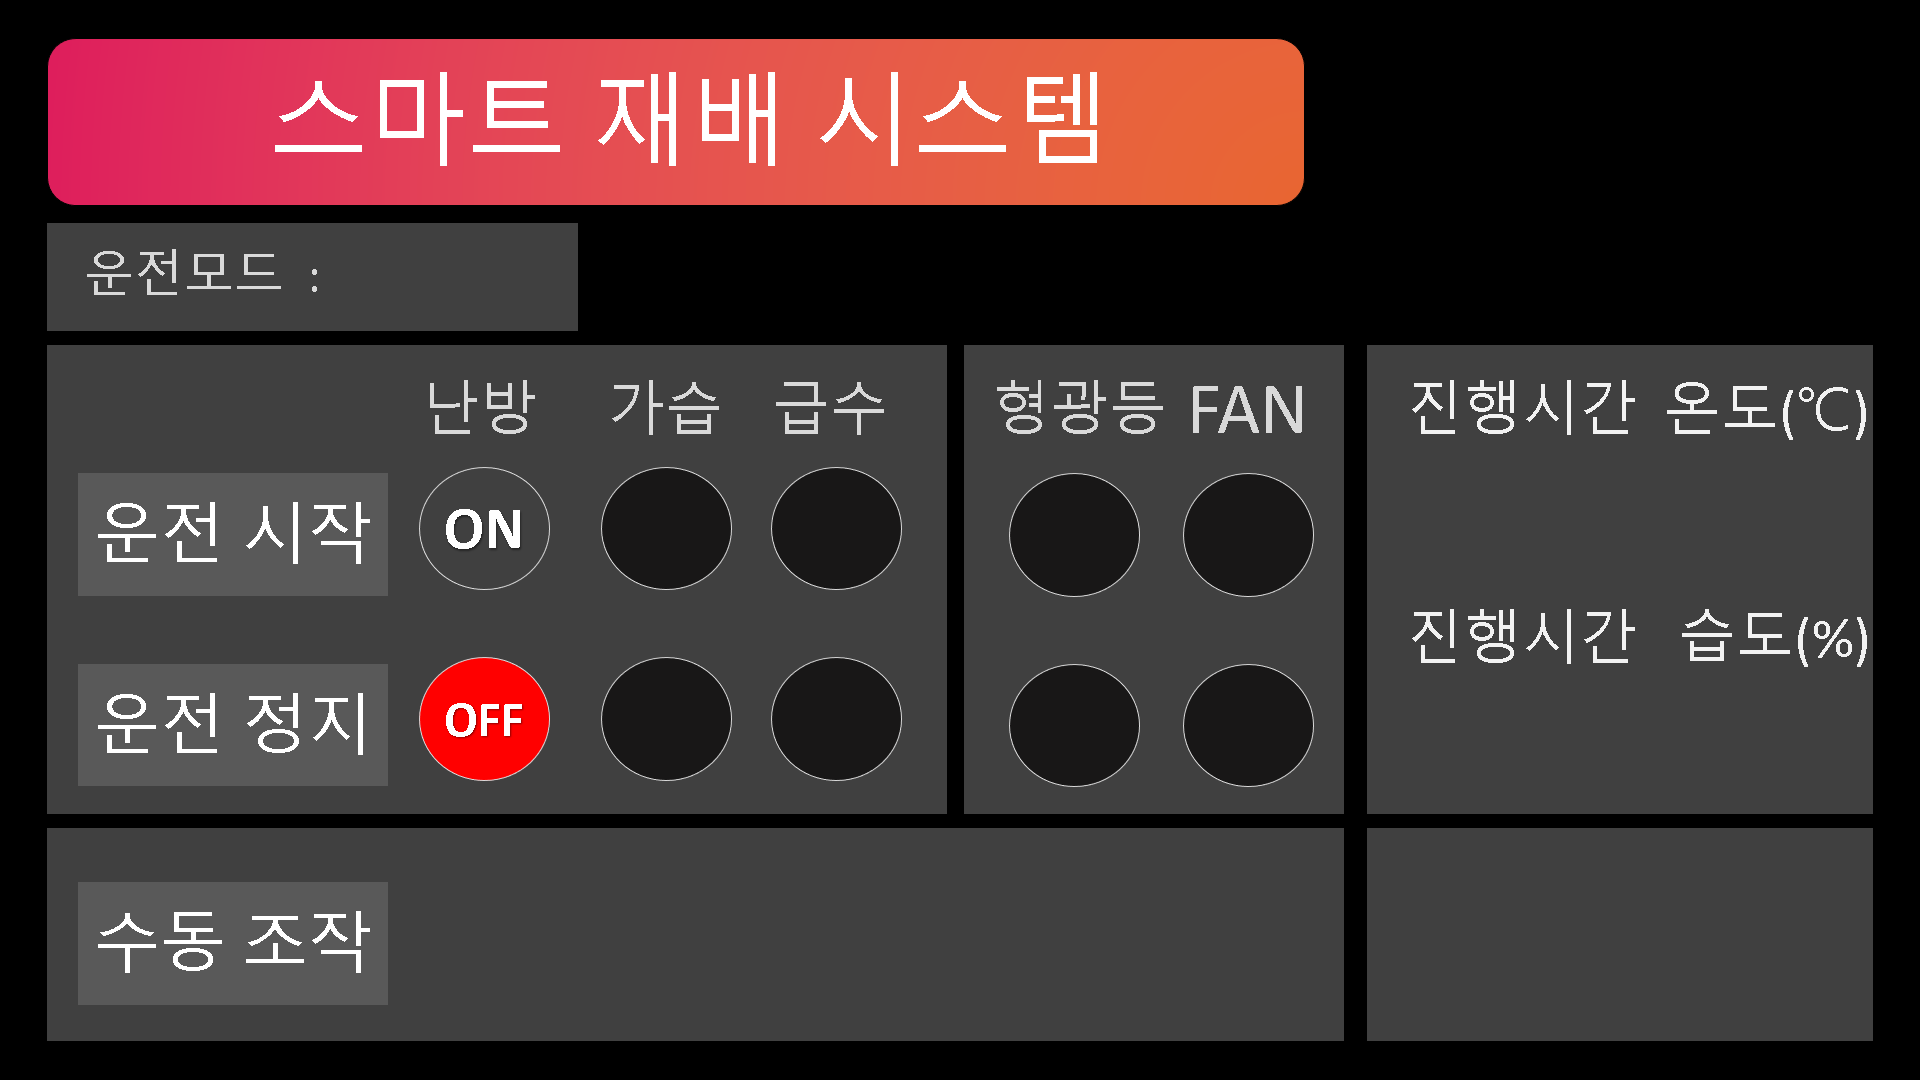 스마트 재배 시스템
운전모드 :
난방 가습 급수
운전 시작 ON
운전 정지 OFF
형광등 FAN
진행시간 온도(℃)
진행시간 습도(%)
수동 조작